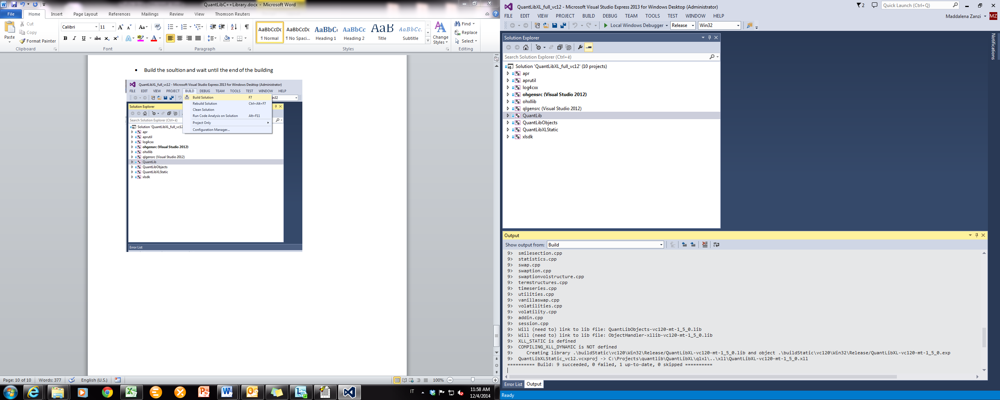 QuantLibC++Library.docx - Microsoft Word
File Home Insert Page Layout References Mailings Review View Thomson Reuters
Paste
Cut
Copy
Format Painter
Clipboard
Calibri 11
Font
Paragraph
AaBbCcDc AaBbCcDc AaBbC AaBbCc AaB AaBbCc.
¶ Normal ¶ No Spaci... Heading 1 Heading 2 Title Subtitle
Styles
Change Styles
Find
Replace
Select
Editing
• Build the soultion and wait until the end of the building
QuantLibXL_full_vc12 - Microsoft Visual Studio Express 2013 for Windows Desktop (Administrator)
FILE EDIT VIEW PROJECT BUILD DEBUG TEAM TOOLS TEST WINDOW HELP
Build Solution F7
Rebuild Solution Ctrl+Alt+F7
Clean Solution
Run Code Analysis on Solution Alt+F11
Project Only
Configuration Manager...
in32
Solution Explorer
Search Solution Explorer (Ctrl+è)
Solution 'QuantLibXL_full_vc12
apr
aprutil
log4cxx
ohgensrc (Visual Studio 2012)
ohxllib
qlgensrc (Visual Studio 2012)
QuantLib
QuantLibObjects
QuantLibXLStatic
xlsdk
Error List
Page: 10 of 10 Words: 377 English (U.S.) 100%
IT 11:58 AM
12/4/2014
QuantLibXL_full_vc12 - Microsoft Visual Studio Express 2013 for Windows Desktop (Administrator)
2 Quick Launch (Ctrl+Q)
FILE EDIT VIEW PROJECT BUILD DEBUG TEAM TOOLS TEST WINDOW HELP
Maddalena Zanzi MZ
Local Windows Debugger Release Win32
Notifications
Solution Explorer
Search Solution Explorer (Ctrl+è)
Solution 'QuantLibXL_full_vc12' (10 projects)
apr
aprutil
log4cxx
ohgensrc (Visual Studio 2012)
ohxllib
qlgensrc (Visual Studio 2012)
QuantLib
QuantLibObjects
QuantLibXLStatic
xlsdk
Output
Show output from: Build
9> smilesection.cpp
9> statistics.cpp
9> swap.cpp
9> swaption.cpp
9> swaptionvolstructure.cpp
9> termstructures.cpp
9> timeseries.cpp
9> utilities.cpp
9> vanillaswap.cpp
9> volatilities.cpp
9> volatility.cpp
9> addin.cpp
9> session.cpp
9> Will (need to) link to lib file: QuantLibObjects-vc120-mt-1_5_0.lib
9> Will (need to) link to lib file: ObjectHandler-xllib-vc120-mt-1_5_0.lib
9> XLL_STATIC is defined
9> COMPILING_XLL_DYNAMIC is NOT defined
9> Creating library .\buildStatic\vc120\Win32\Release/QuantLibXL-vc120-mt-1_5_0.lib and object .\buildStatic\vc120\Win32\Release/QuantLibXL-vc120-mt-1_5_0.exp
9> QuantLibXLStatic_vc12.vcxproj -> C:\Projects\quantlib\QuantLibXL\qlxl\..\xll\QuantLibXL-vc120-mt-1_5_0.xll
========== Build: 9 succeeded, 0 failed, 1 up-to-date, 0 skipped ==========
Error List Output
Ready